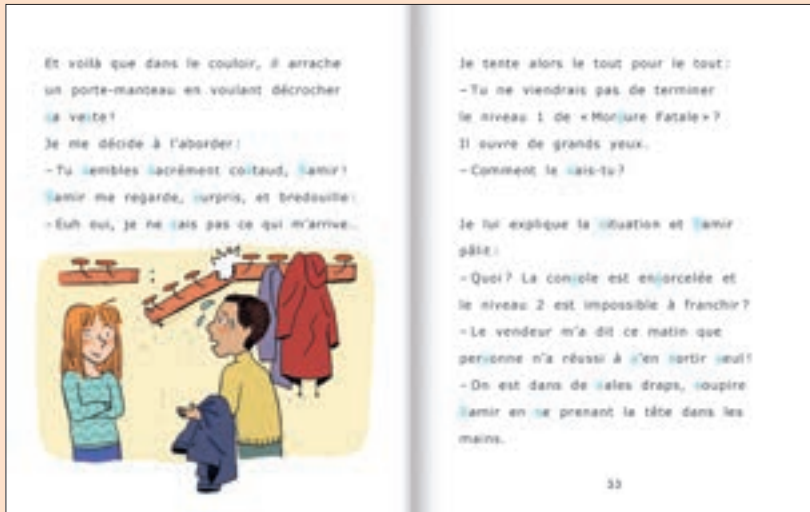 Et voilà que dans le couloir, il arrache
un porte-manteau en voulant décrocher
sa veste !
Je me décide à l'aborder :
– Tu sembles sacrément costaud, Samir !
Samir me regarde, surpris, et bredouille :
– Euh oui, je ne sais pas ce qui m'arrive.
Je tente alors le tout pour le tout :
– Tu ne viendrais pas de terminer
le niveau 1 de « Morsure Fatale » ?
Il ouvre de grands yeux.
– Comment le sais-tu ?
Je lui explique la situation et Samir
pâlit :
– Quoi ? La console est ensorcelée et
le niveau 2 est impossible à franchir ?
– Le vendeur m'a dit ce matin que
personne n'a réussi à s'en sortir seul !
– On est dans de sales draps, soupire
Samir en se prenant la tête dans les
mains.
33